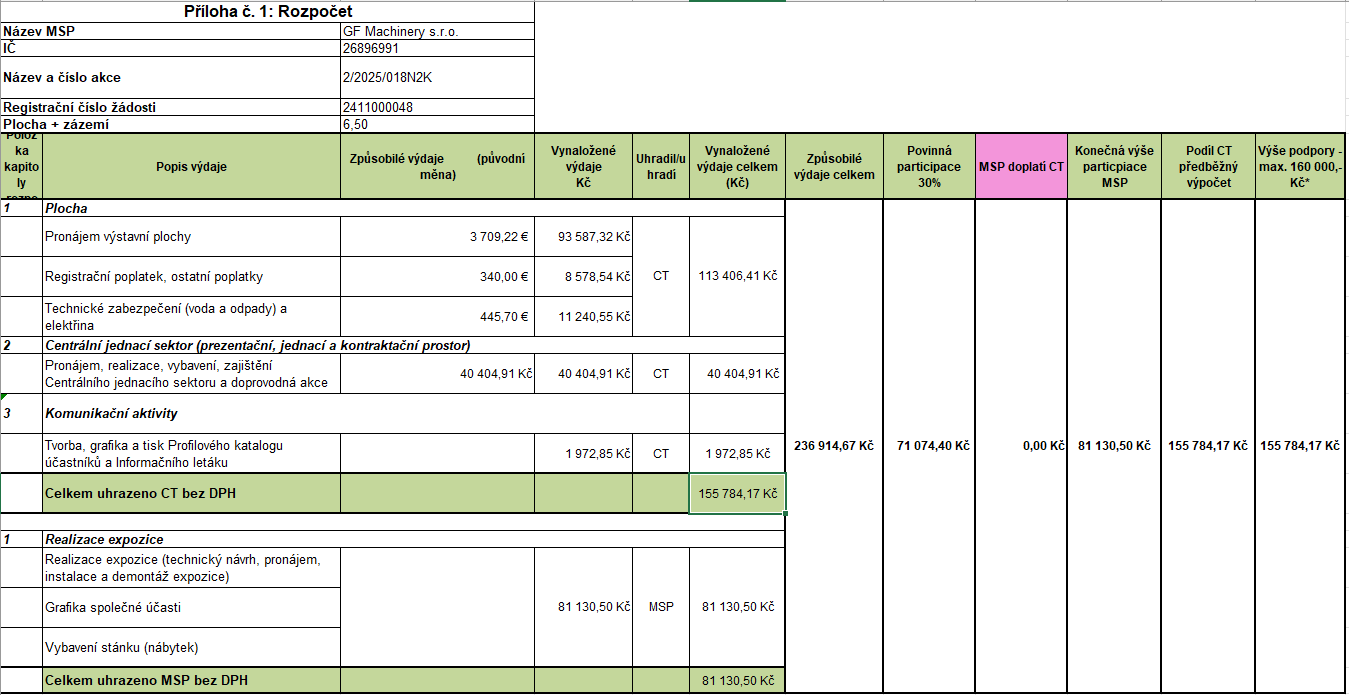 Příloha č. 1: Rozpočet
Název MSP GF Machinery s.r.o.
IČ 26896991
Název a číslo akce 2/2025/018N2K
Registrační číslo žádosti 2411000048
Plocha + zázemí 6,50
Polož
ka
kapito
ly
Popis výdaje
Způsobilé výdaje (původní
měna)
Vynaložené
výdaje
Kč
Uhradil/u
hradí
Vynaložené
výdaje celkem
(Kč)
Způsobilé
výdaje celkem
Povinná
participace
30%
MSP doplatí CT
Konečná výše
particpiace
MSP
Podíl CT
předběžný
výpočet
Výše podpory -
max. 160 000,-
Kč*
1 Plocha
Pronájem výstavní plochy 3 709,22 € 93 587,32 Kč
Registrační poplatek, ostatní poplatky 340,00 € 8 578,54 Kč CT 113 406,41 Kč
Technické zabezpečení (voda a odpady) a
elektřina 445,70 € 11 240,55 Kč
2 Centrální jednací sektor (prezentační, jednací a kontraktační prostor)
Pronájem, realizace, vybavení, zajištění
Centrálního jednacího sektoru a doprovodná akce 40 404,91 Kč 40 404,91 Kč CT 40 404,91 Kč
3 Komunikační aktivity
Tvorba, grafika a tisk Profilového katalogu
účastníků a Informačního letáku 1 972,85 Kč CT 1 972,85 Kč
236 914,67 Kč 71 074,40 Kč 0,00 Kč 81 130,50 Kč 155 784,17 Kč 155 784,17 Kč
Celkem uhrazeno CT bez DPH 155 784,17 Kč
1 Realizace expozice
Realizace expozice (technický návrh, pronájem,
instalace a demontáž expozice)
Grafika společné účasti 81 130,50 Kč MSP 81 130,50 Kč
Vybavení stánku (nábytek)
Celkem uhrazeno MSP bez DPH 81 130,50 Kč